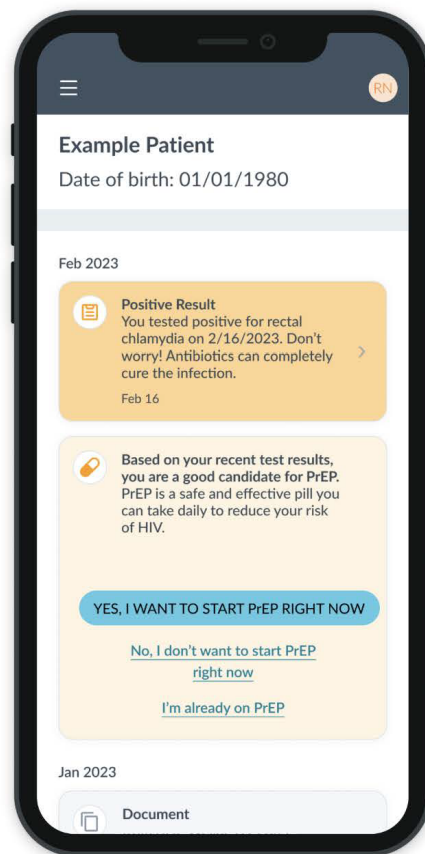 RN
Example Patient
Date of birth: 01/01/1980
Feb 2023
Positive Result
You tested positive for rectal
chlamydia on 2/16/2023. Don't
worry! Antibiotics can completely
cure the infection.
Feb 16
Based on your recent test results,
you are a good candidate for PrEP.
PrEP is a safe and effective pill you
can take daily to reduce your risk
of HIV.
YES, I WANT TO START PrEP RIGHT NOW
No, I don't want to start PrEP
right now
I'm already on PrEP
Jan 2023
Document